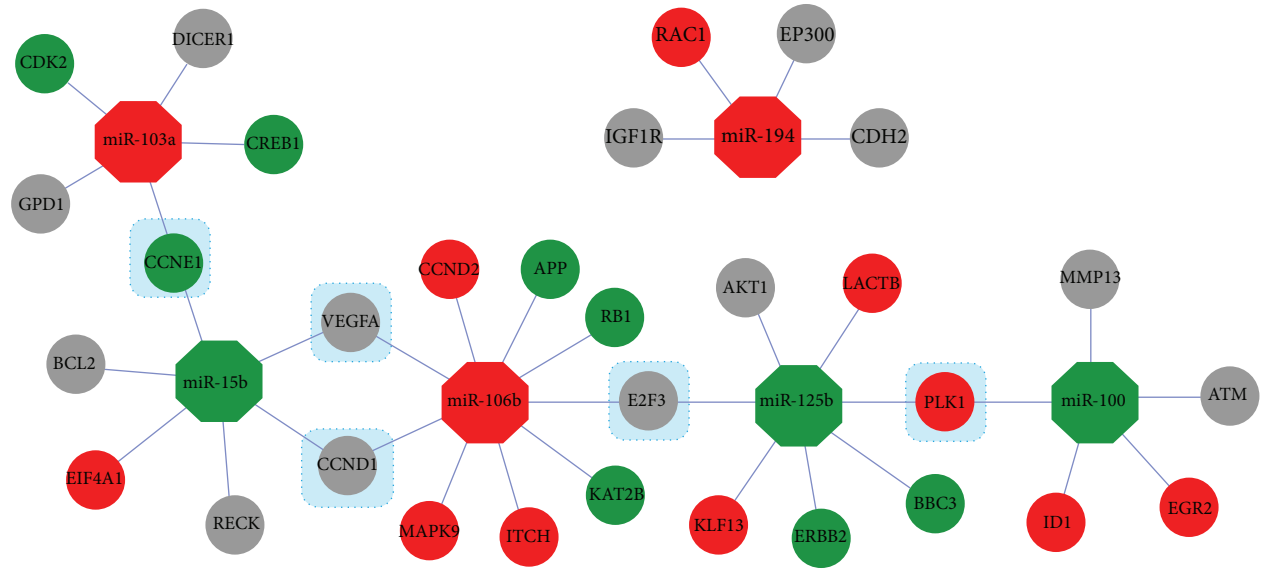 DICER1
CDK2
miR-103a
CREB1
GPD1
CCNE1
RAC1
EP300
IGF1R
miR-194
CDH2
VEGFA
BCL2
miR-15b
CCND1
EIF4A1
RECK
CCND2
APP
RB1
miR-106b
E2F3
KAT2B
MAPK9
ITCH
AKT1
LACTB
miR-125b
PLK1
KLF13
ERBB2
BBC3
MMP13
miR-100
ATM
ID1
EGR2